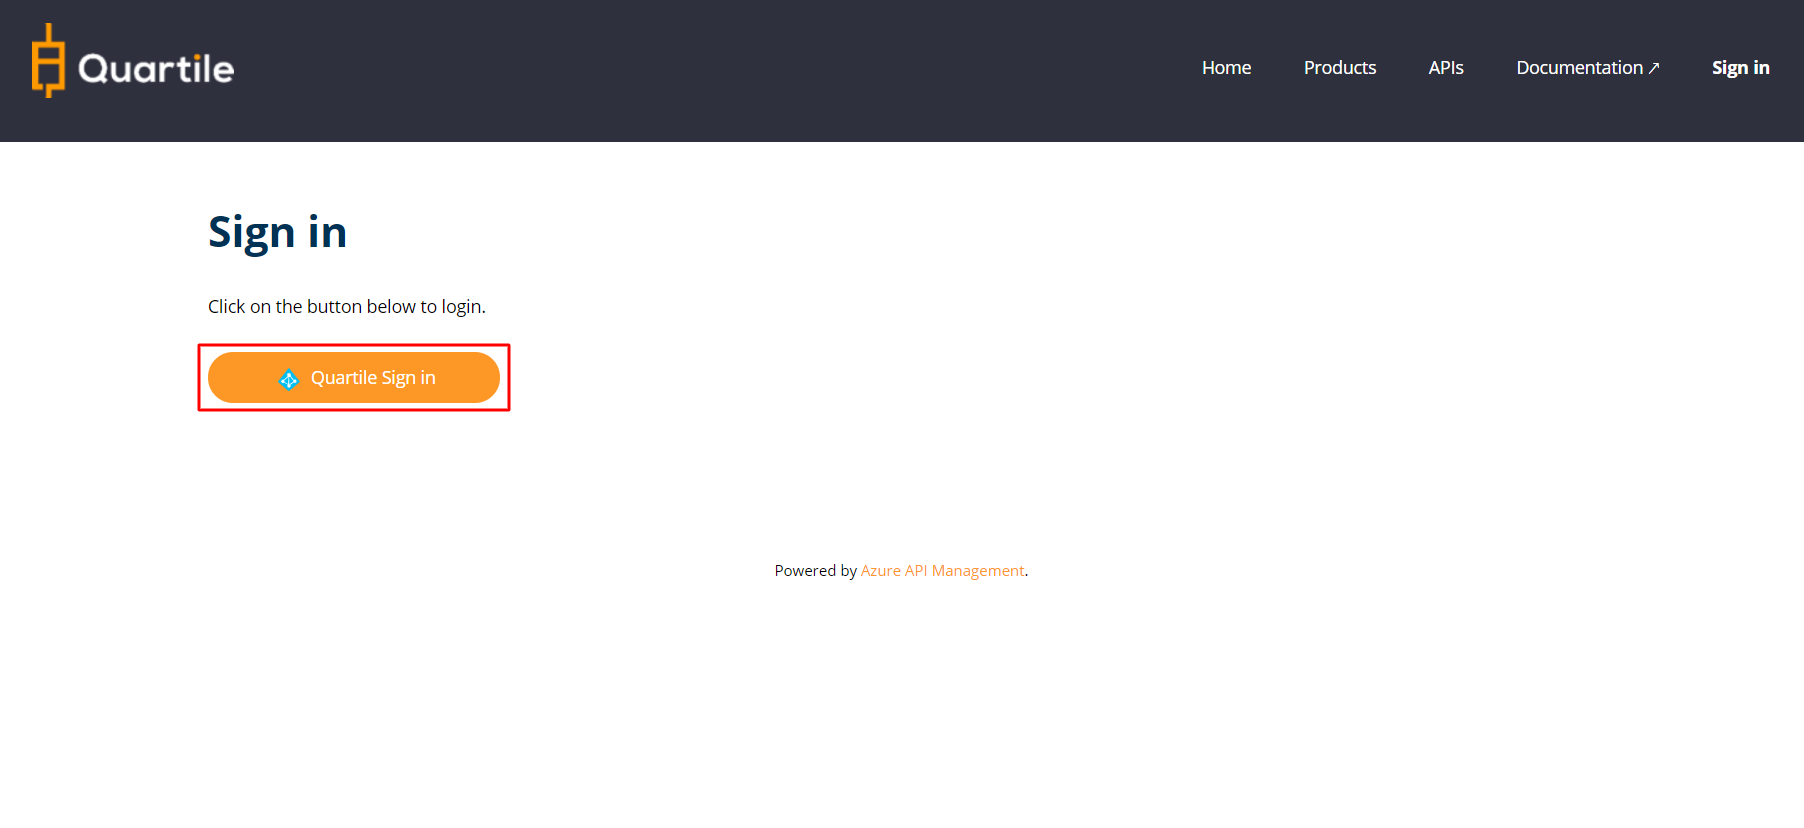 Quartile
Home Products APIs Documentation ↗ Sign in
Sign in
Click on the button below to login.
Quartile Sign in
Powered by Azure API Management.